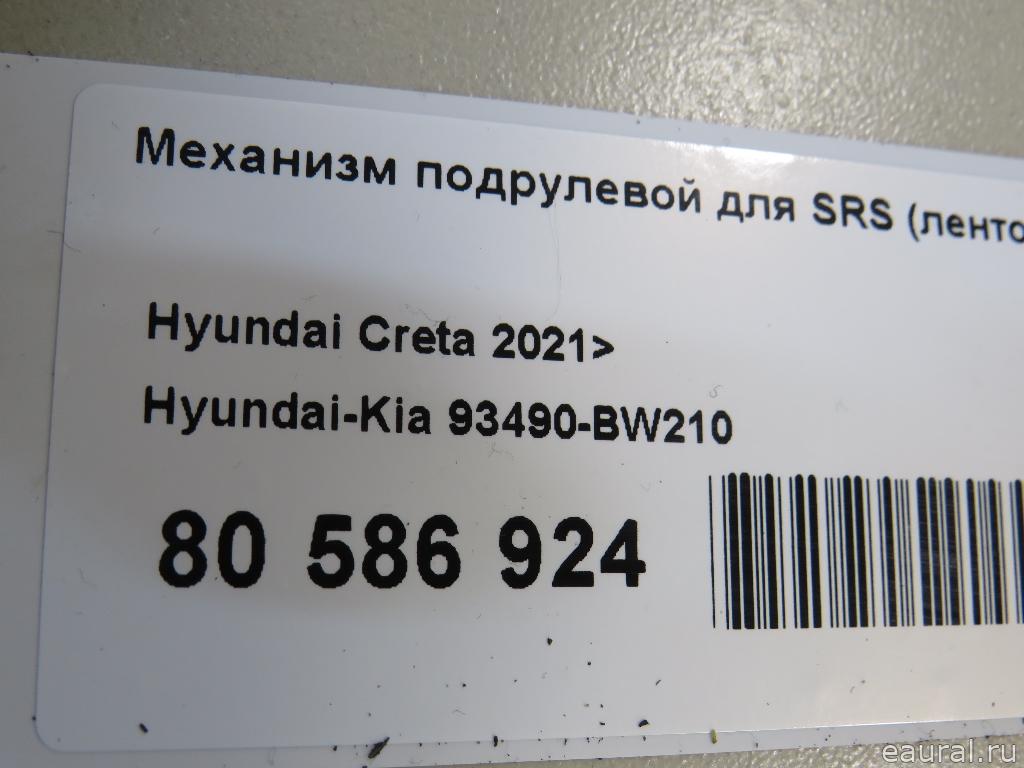 Механизм подрулевой для SRS (ленто
Hyundai Creta 2021>
Hyundai-Kia 93490-BW210
80 586 924
eaural.ru